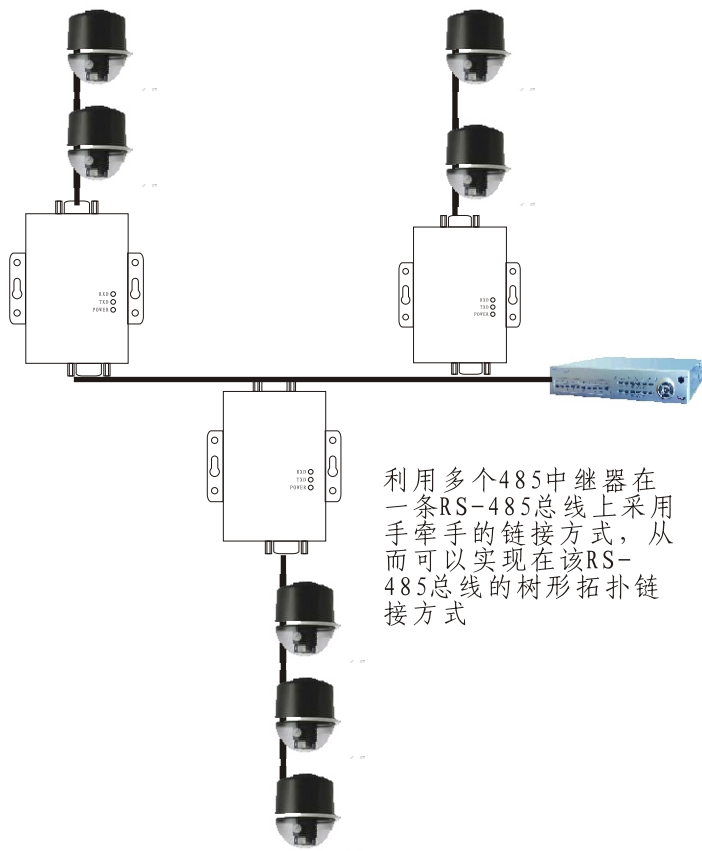 RXD
TXD
POWER
RXD
TXD
POWER
RXD
TXD
POWER
利用多个485中继器在
一条RS-485总线上采用
手牵手的链接方式，从
而可以实现在该RS-
485总线的树形拓扑链
接方式